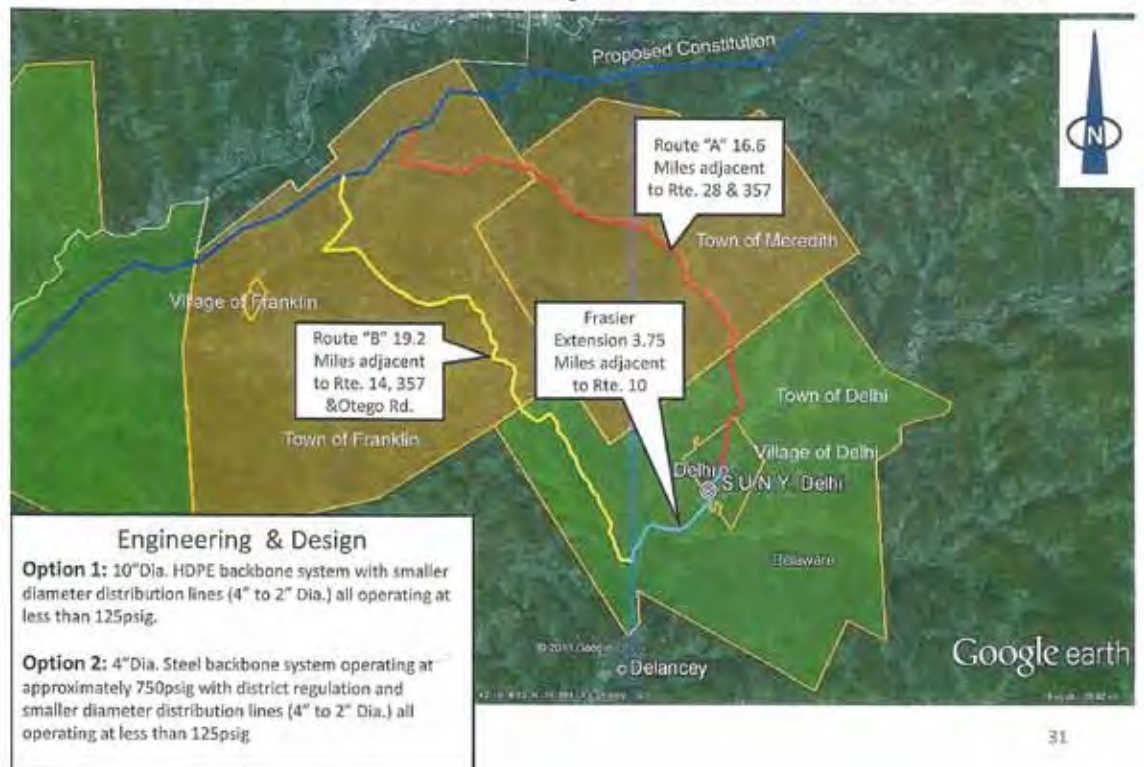 Proposed Constitution
N
Route "A" 16.6
Miles adjacent
to Rte. 28 & 357
Town of Meredith
Village of Franklin
Route "B" 19.2
Miles adjacent
to Rte. 14, 357
&Otego Rd.
Frasier
Extension 3.75
Miles adjacent
to Rte. 10
Town of Franklin
Town of Delhi
Village of Delhi
Delhi
S.U.N.Y. Delhi
Delaware
Engineering & Design
Option 1: 10"Dia. HDPE backbone system with smaller
diameter distribution lines (4" to 2" Dia.) all operating at
less than 125psig.
Option 2: 4"Dia. Steel backbone system operating at
approximately 750psig with district regulation and
smaller diameter distribution lines (4" to 2" Dia.) all
operating at less than 125psig
Delancey
Google earth
31